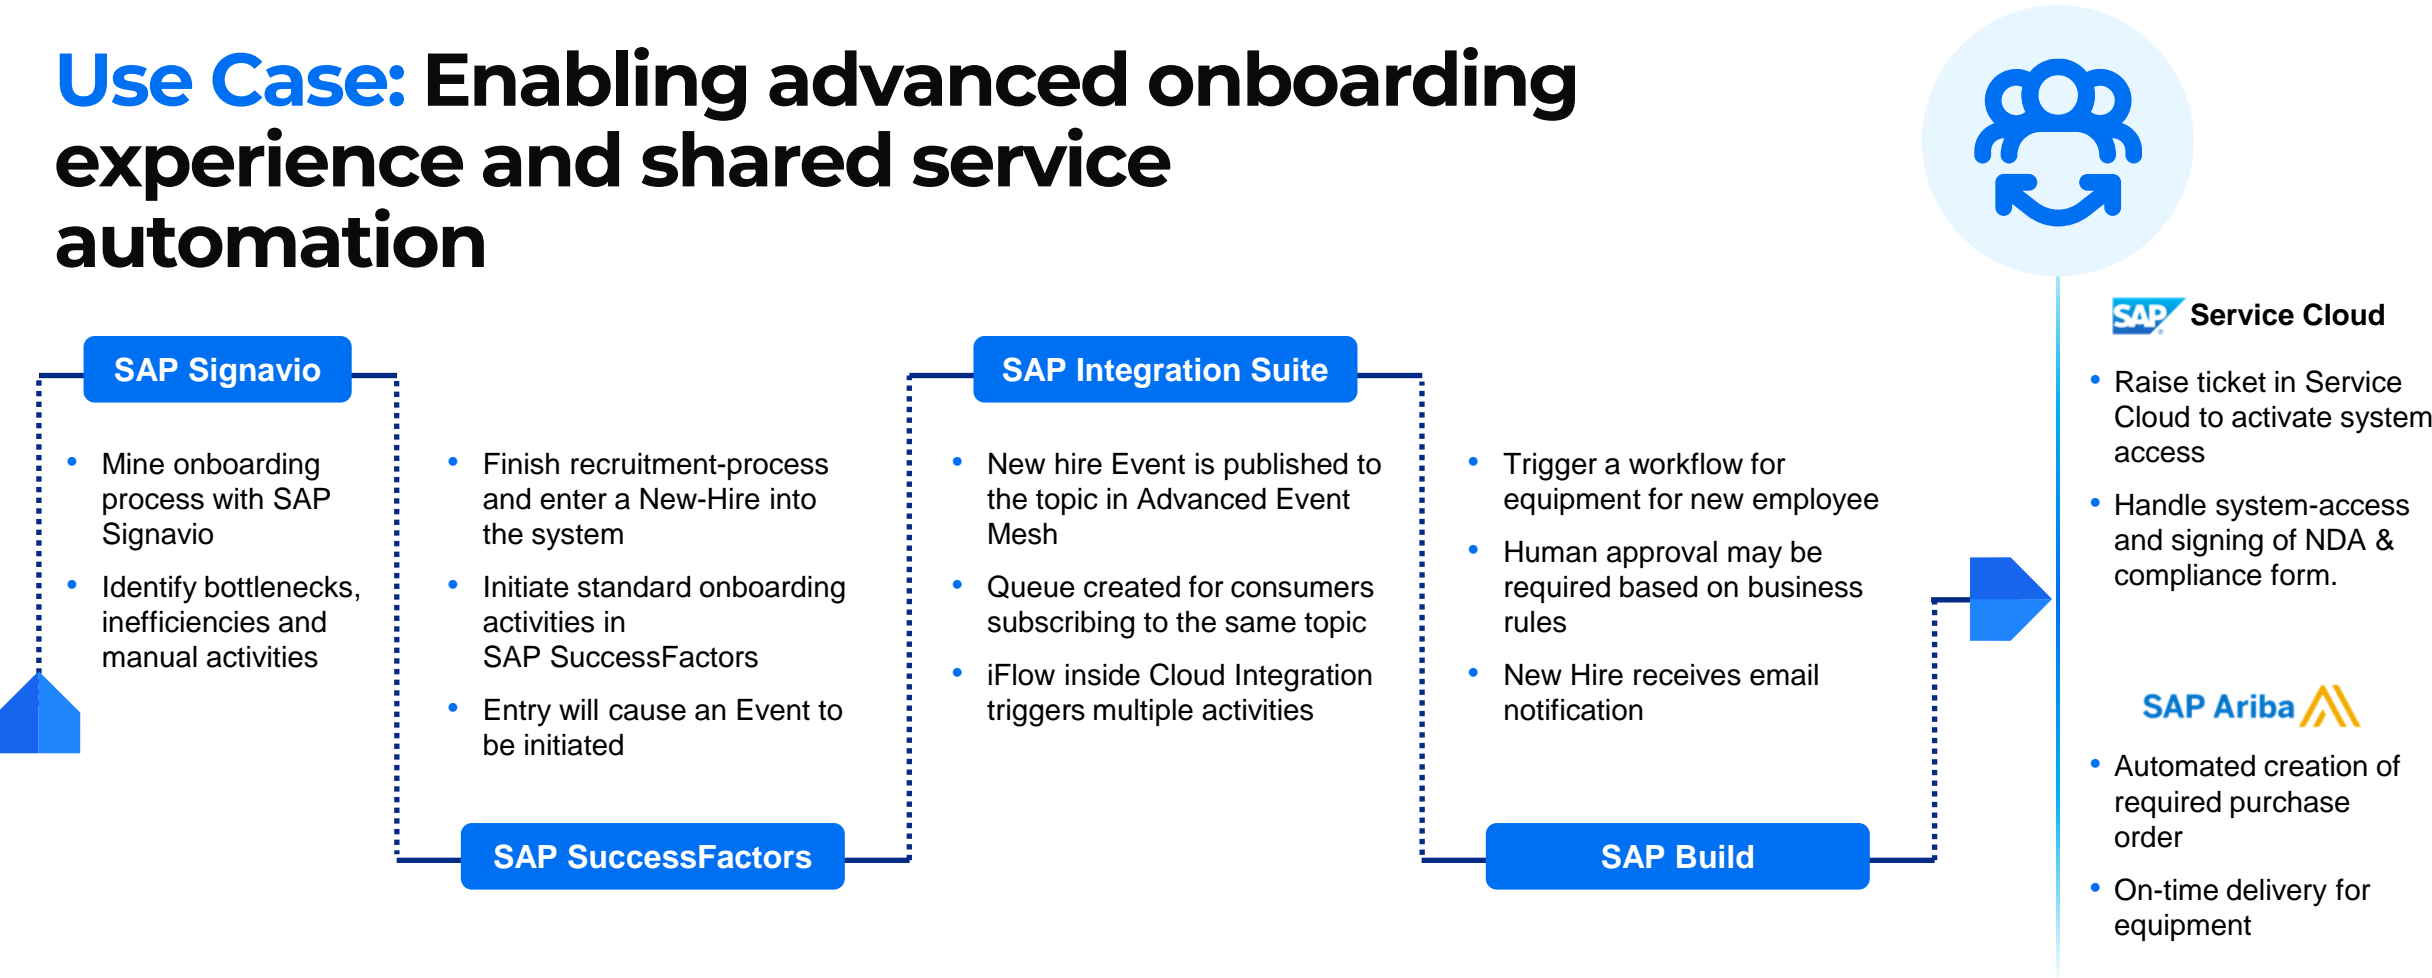 Use Case: Enabling advanced onboarding
experience and shared service
automation
SAP Signavio
Mine onboarding
process with SAP
Signavio
Identify bottlenecks,
inefficiencies and
manual activities
Finish recruitment-process
and enter a New-Hire into
the system
Initiate standard onboarding
activities in
SAP SuccessFactors
Entry will cause an Event to
be initiated
SAP SuccessFactors
SAP Integration Suite
New hire Event is published to
the topic in Advanced Event
Mesh
Queue created for consumers
subscribing to the same topic
iFlow inside Cloud Integration
triggers multiple activities
Trigger a workflow for
equipment for new employee
Human approval may be
required based on business
rules
New Hire receives email
notification
SAP Build
SAP Service Cloud
Raise ticket in Service
Cloud to activate system
access
Handle system-access
and signing of NDA &
compliance form.
SAP Ariba
Automated creation of
required purchase
order
On-time delivery for
equipment